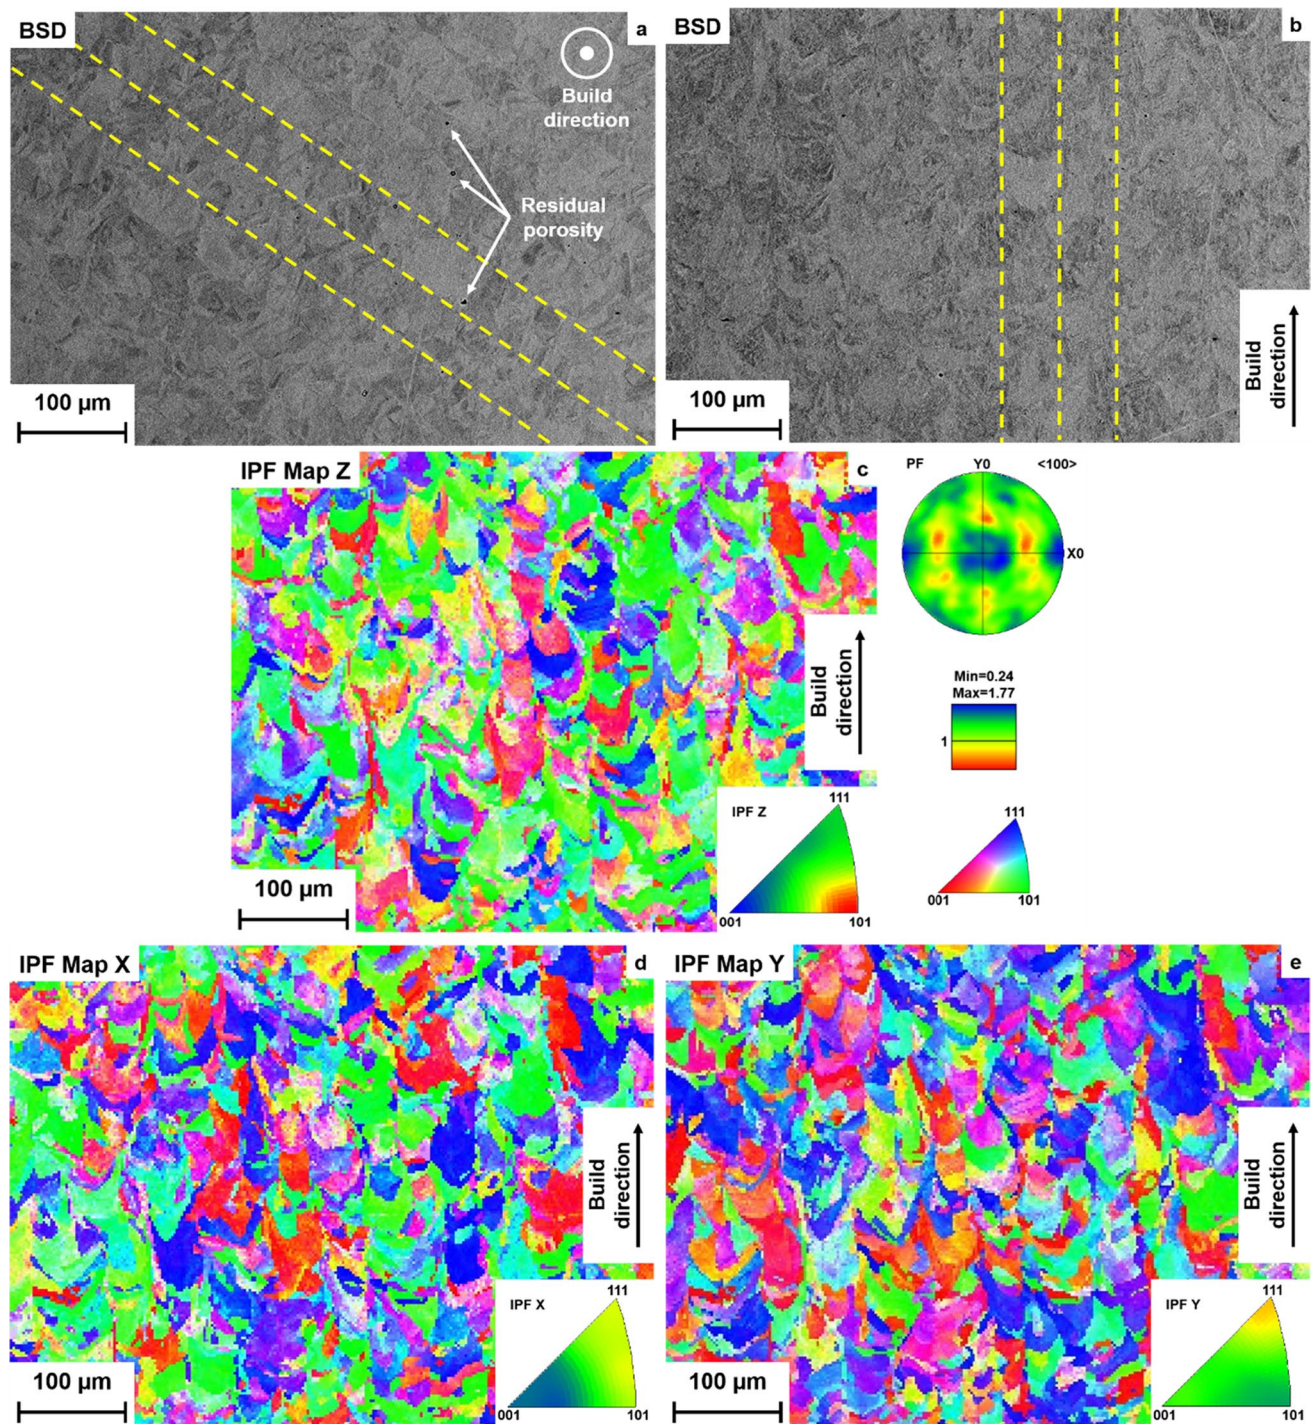 BSD
a
Build
direction
Residual
porosity
100 µm
BSD
b
Build
direction
100 µm
IPF Map Z
c
Build
direction
100 µm
PF
Y0
<100>
X0
Min=0.24
Max=1.77
1
IPF Z
111
001
101
111
001
101
IPF Map X
d
Build
direction
100 µm
IPF X
111
001
101
IPF Map Y
e
Build
direction
100 µm
IPF Y
111
001
101